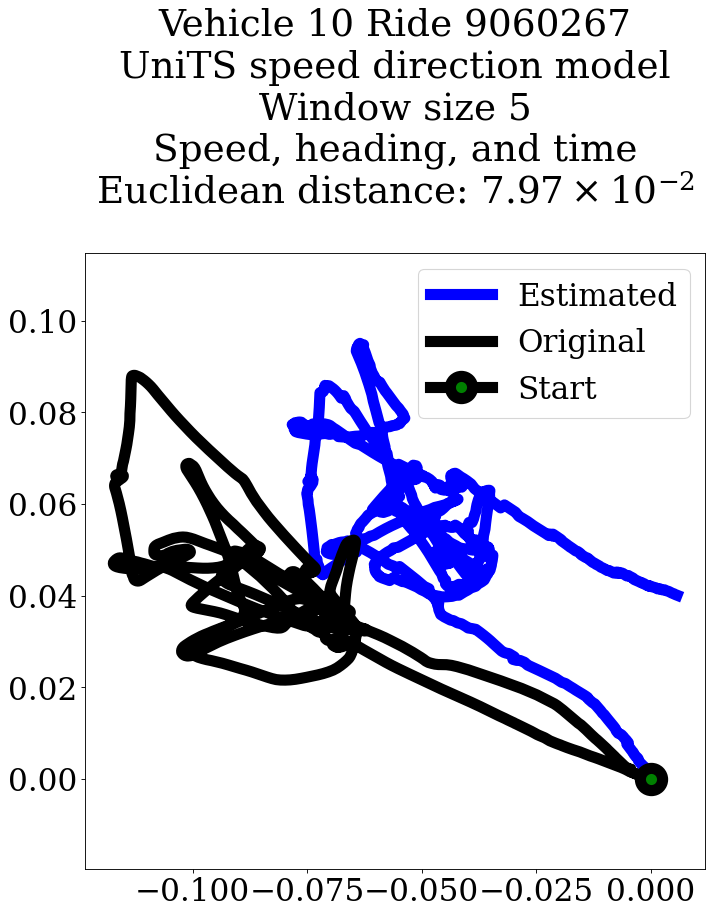 Vehicle 10 Ride 9060267
UniTS speed direction model
Window size 5
Speed, heading, and time
Euclidean distance: 7.97 × 10⁻²
Estimated
Original
Start
0.10
0.08
0.06
0.04
0.02
0.00
−0.100 −0.075 −0.050 −0.025 0.000